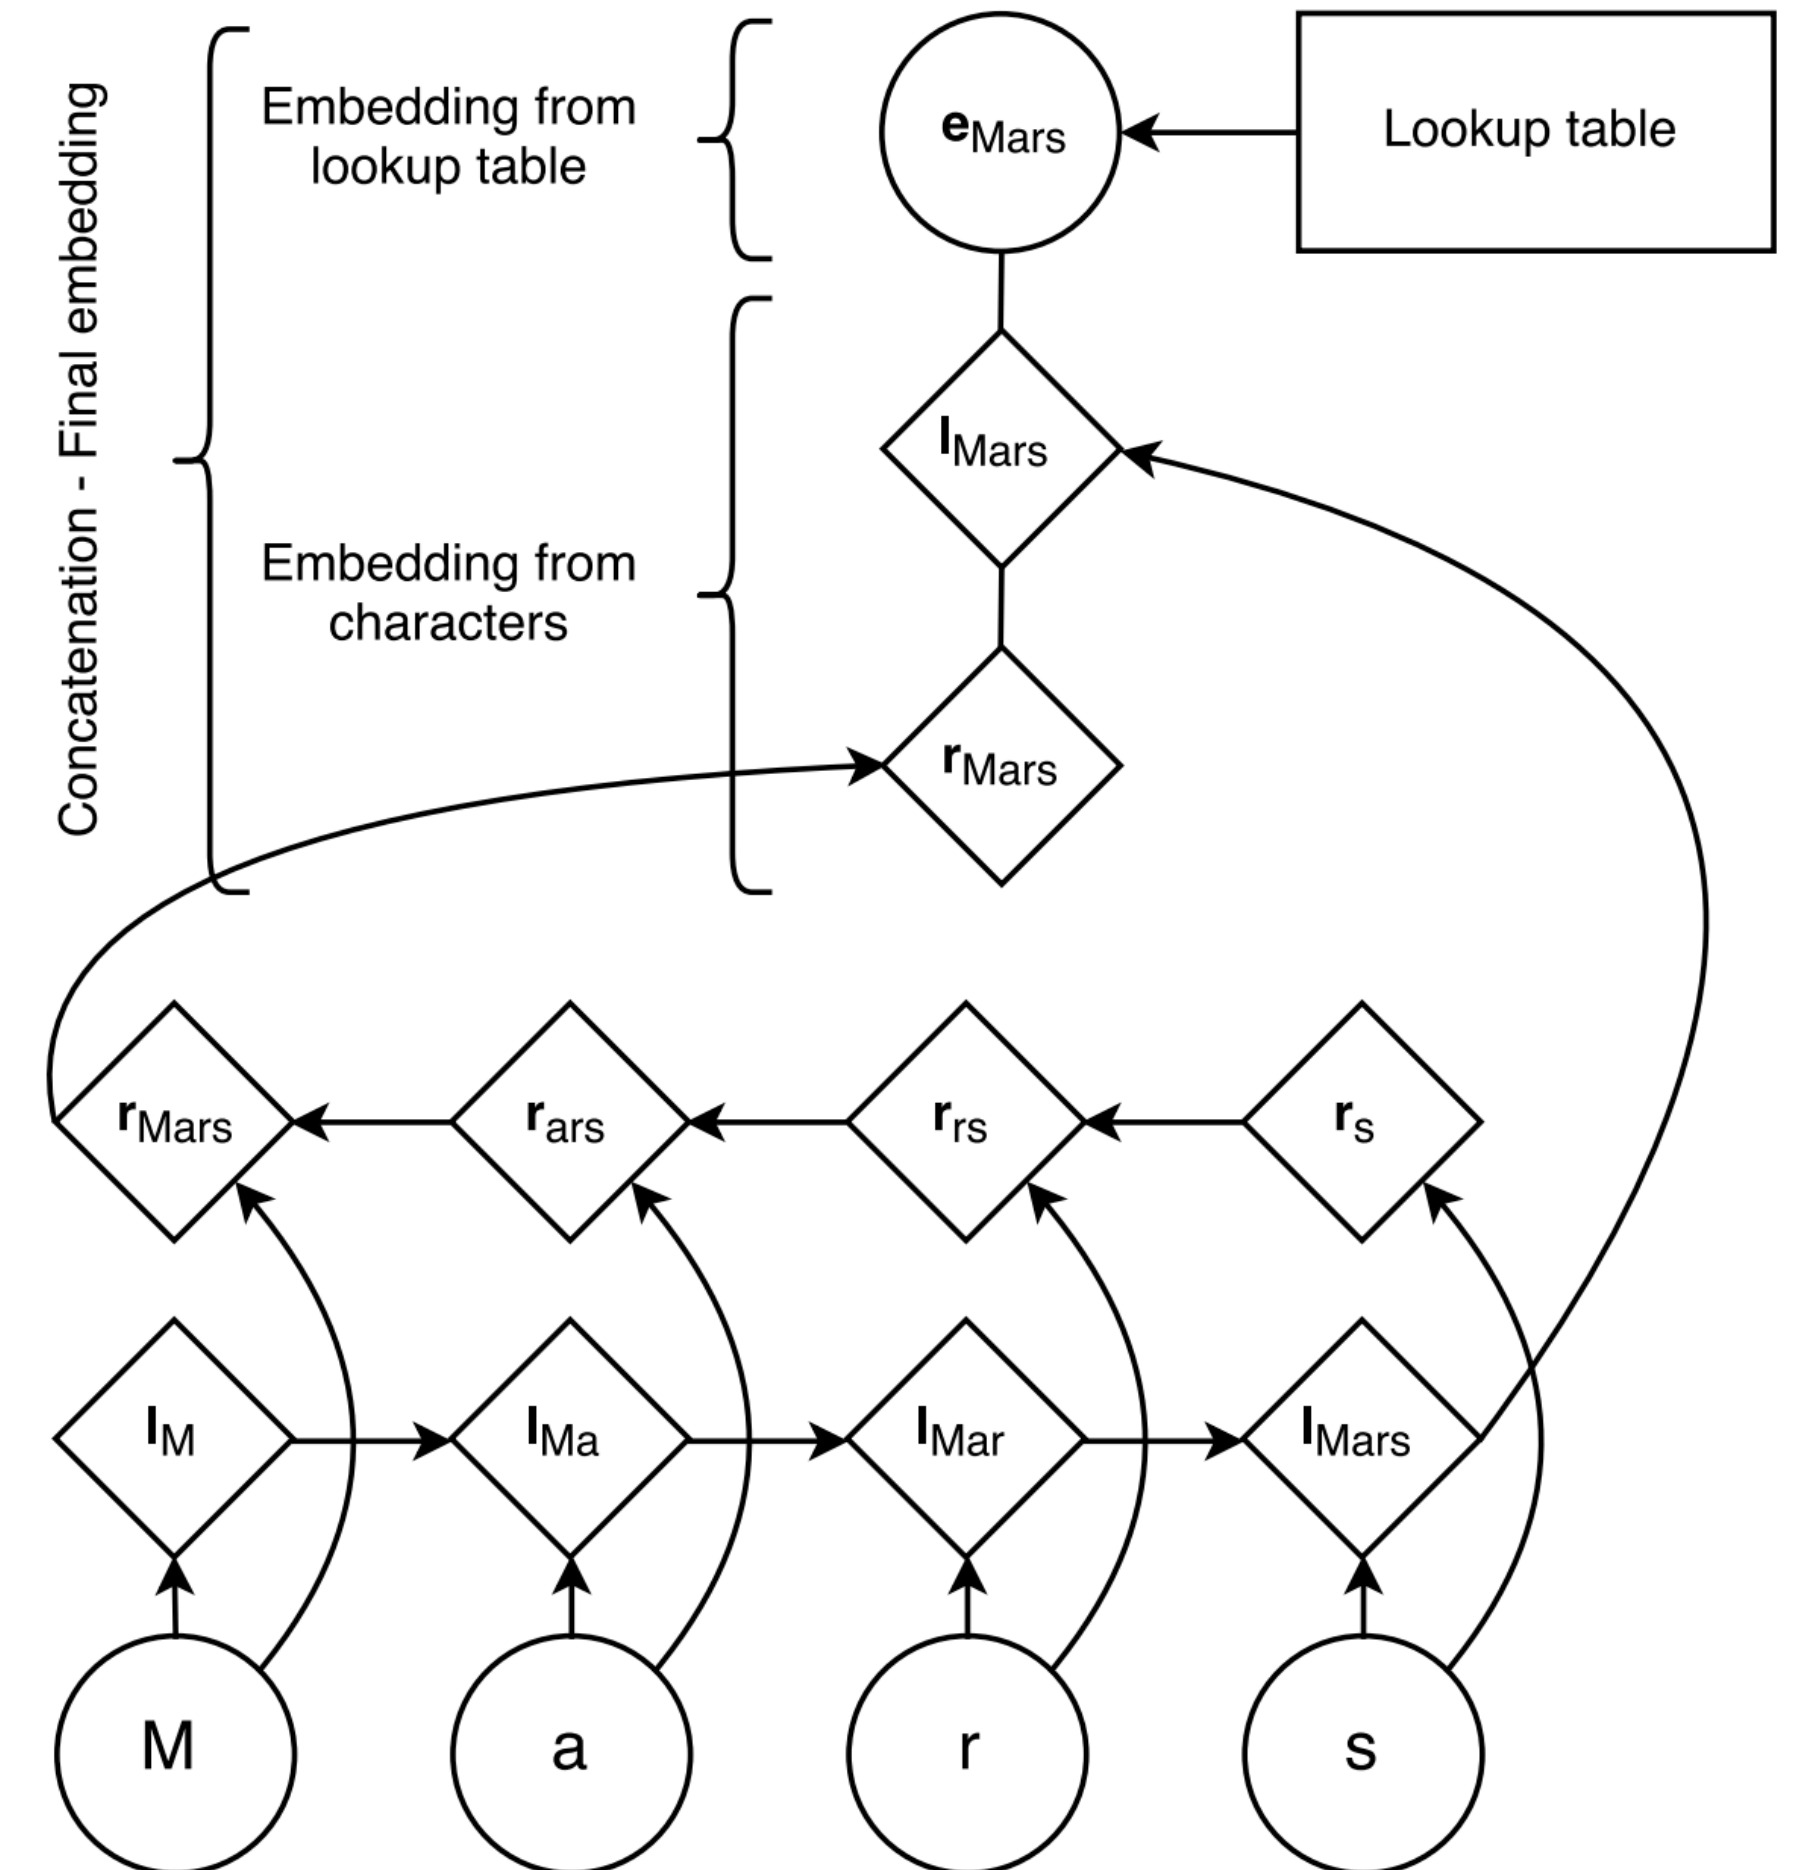 Concatenation - Final embedding
Embedding from
lookup table
eMars
Lookup table
lMars
Embedding from
characters
rMars
rMars
rars
rrs
rs
lM
lMa
lMar
lMars
M
a
r
s